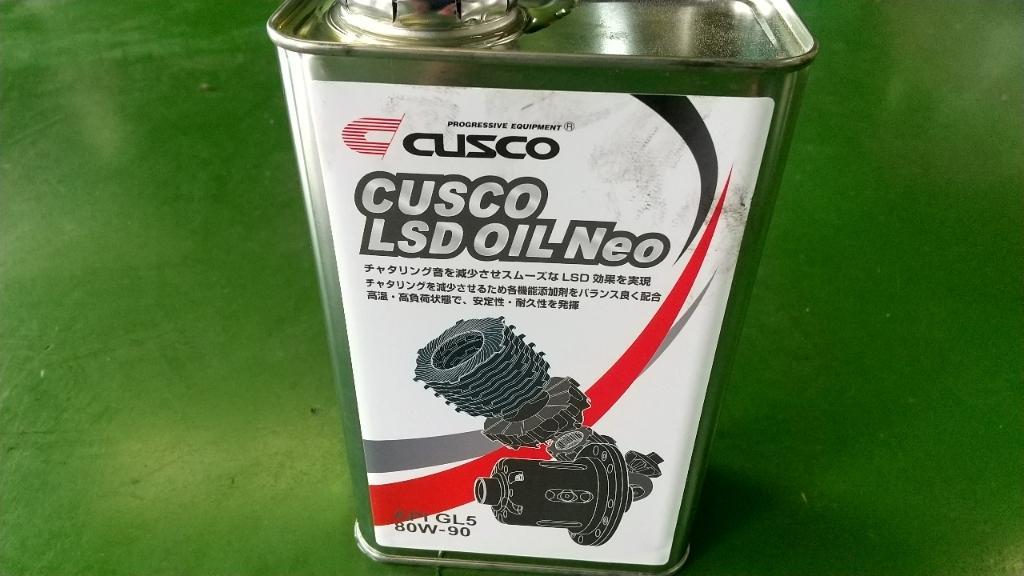 PROGRESSIVE EQUIPMENT®
CUSCO
CUSCO
LSD OIL Neo
チャタリング音を減少させスムーズなLSD効果を実現
チャタリングを減少させるため各機能添加剤をバランス良く配合
高温・高負荷状態で、安定性・耐久性を発揮
API GL5
80W-90